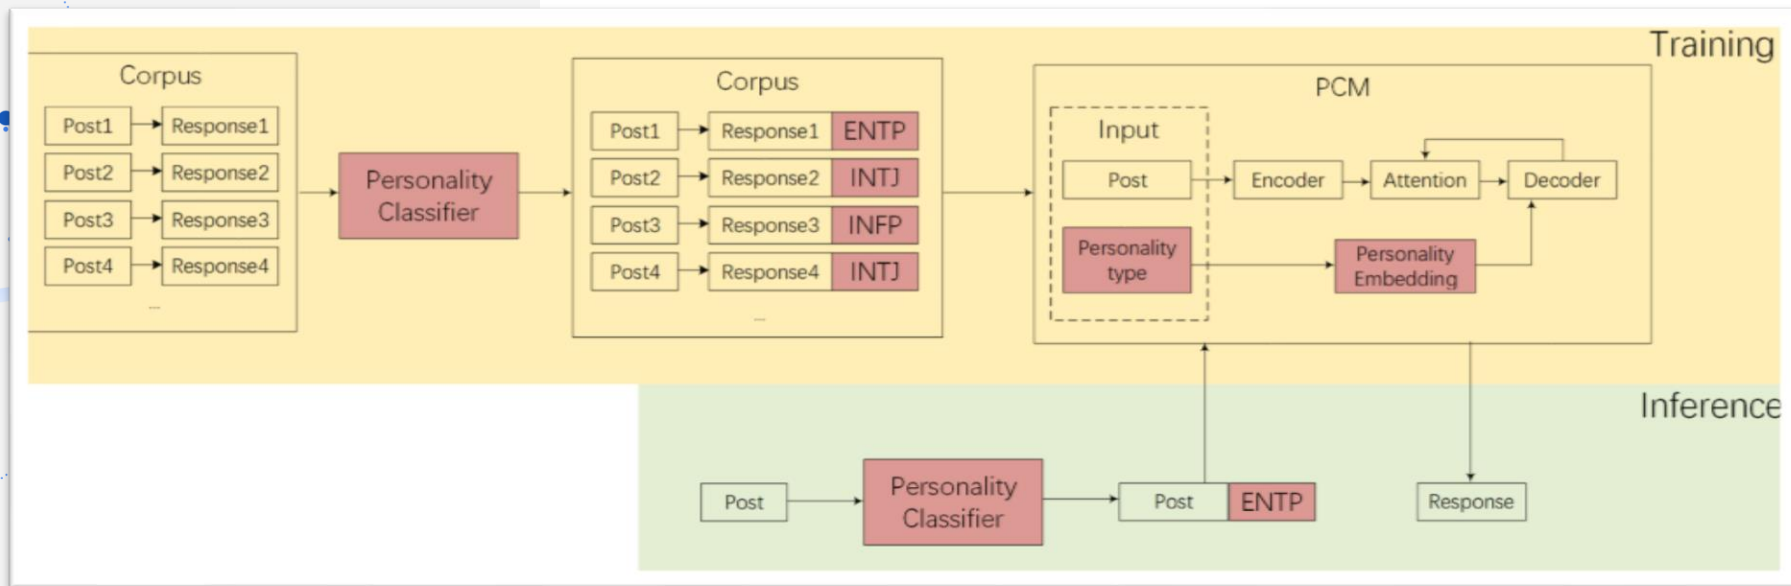 Training
Corpus
Post1 Response1
Post2 Response2
Post3 Response3
Post4 Response4
...
Personality
Classifier
Corpus
Post1 Response1 ENTP
Post2 Response2 INTJ
Post3 Response3 INFP
Post4 Response4 INTJ
...
PCM
Input
Post Encoder Attention Decoder
Personality
type
Personality
Embedding
Inference
Post
Personality
Classifier
Post ENTP
Response